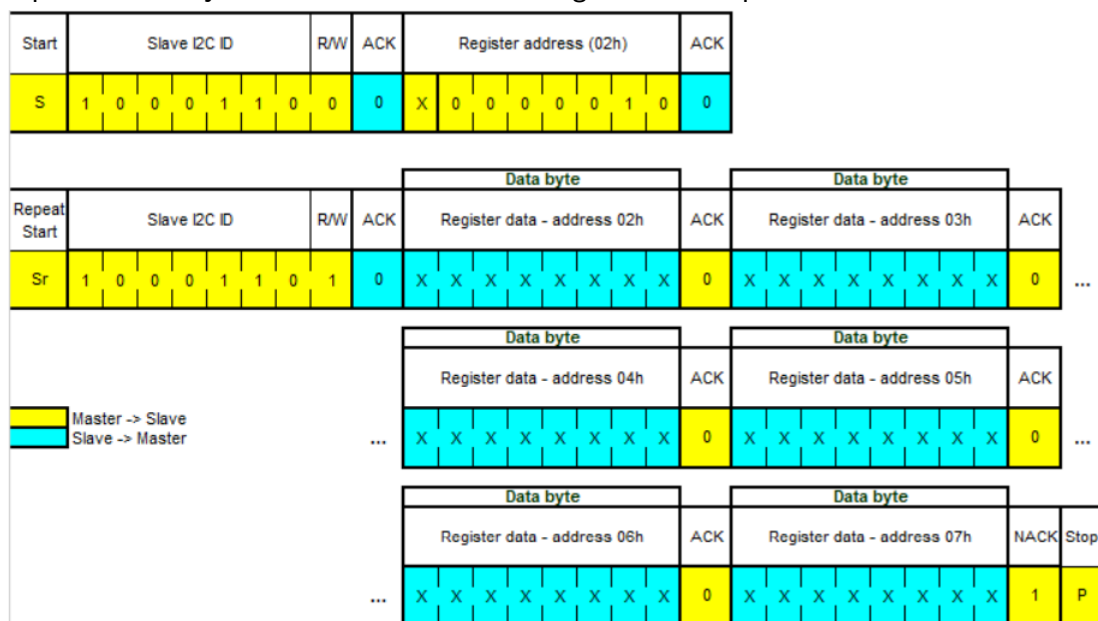 Start Slave I2C ID R/W ACK Register address (02h) ACK
S 1 0 0 0 1 1 0 0 0 X 0 0 0 0 0 1 0 0
Data byte Data byte
Repeat Start Slave I2C ID R/W ACK Register data - address 02h ACK Register data - address 03h ACK
Sr 1 0 0 0 1 1 0 1 0 X X X X X X X X 0 X X X X X X X X 0 ...
Data byte Data byte
Register data - address 04h ACK Register data - address 05h ACK
Master -> Slave
Slave -> Master
... X X X X X X X X 0 X X X X X X X X 0 ...
Data byte Data byte
Register data - address 06h ACK Register data - address 07h NACK Stop
... X X X X X X X X 0 X X X X X X X X 1 P